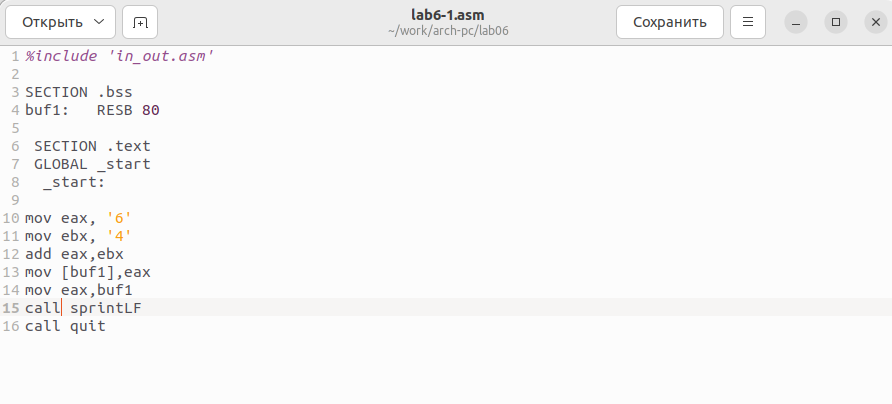 Открыть
lab6-1.asm
~/work/arch-pc/lab06
Сохранить
1 %include 'in_out.asm'
2
3 SECTION .bss
4 buf1:   RESB 80
5
6  SECTION .text
7  GLOBAL _start
8   _start:
9
10 mov eax, '6'
11 mov ebx, '4'
12 add eax,ebx
13 mov [buf1],eax
14 mov eax,buf1
15 call sprintLF
16 call quit